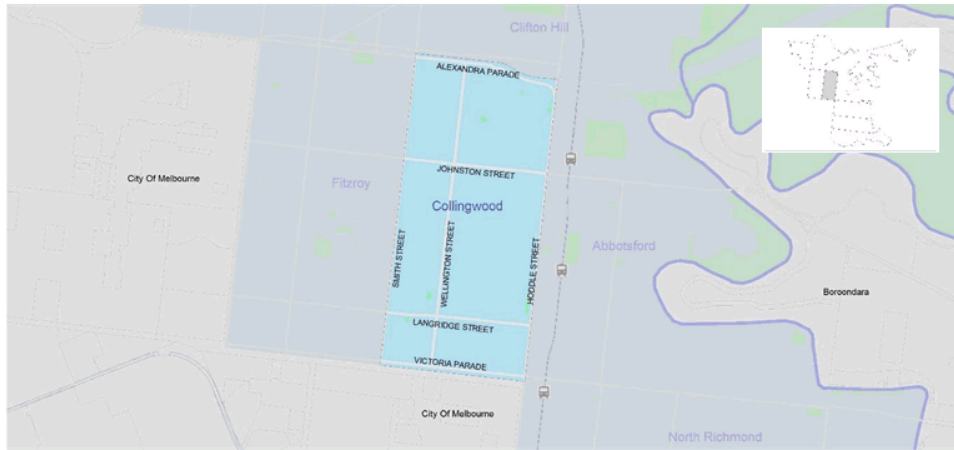 Clifton Hill
ALEXANDRA PARADE
JOHNSTON STREET
City Of Melbourne
Fitzroy
Collingwood
SMITH STREET
WELLINGTON STREET
HODDLE STREET
Abbotsford
Boroondara
LANGRIDGE STREET
VICTORIA PARADE
City Of Melbourne
North Richmond